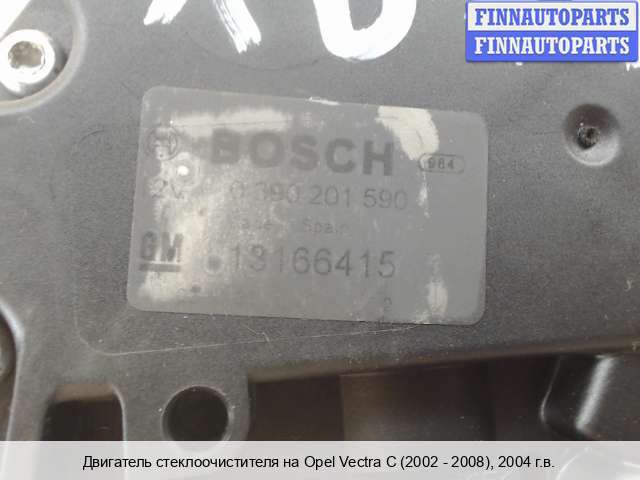 FINNAUTOPARTS
FINNAUTOPARTS
BOSCH
984
2V 0 390 201 590
Spain
GM
13166415
Двигатель стеклоочистителя на Opel Vectra C (2002 - 2008), 2004 г.в.